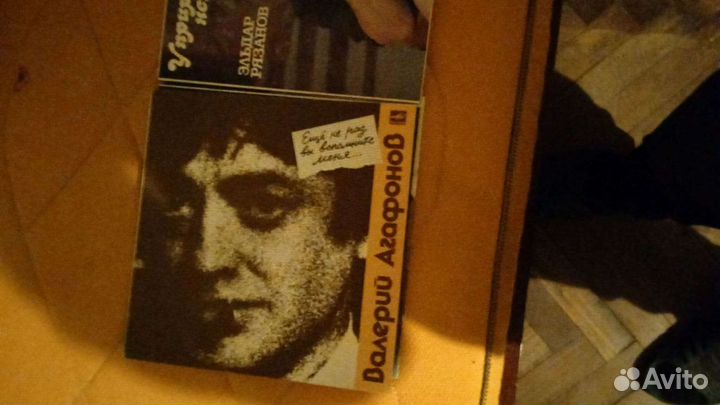 ЭЛЬДАР
РЯЗАНОВ
Ещё не раз
вы вспомните
меня...
Валерий Агафонов
Avito